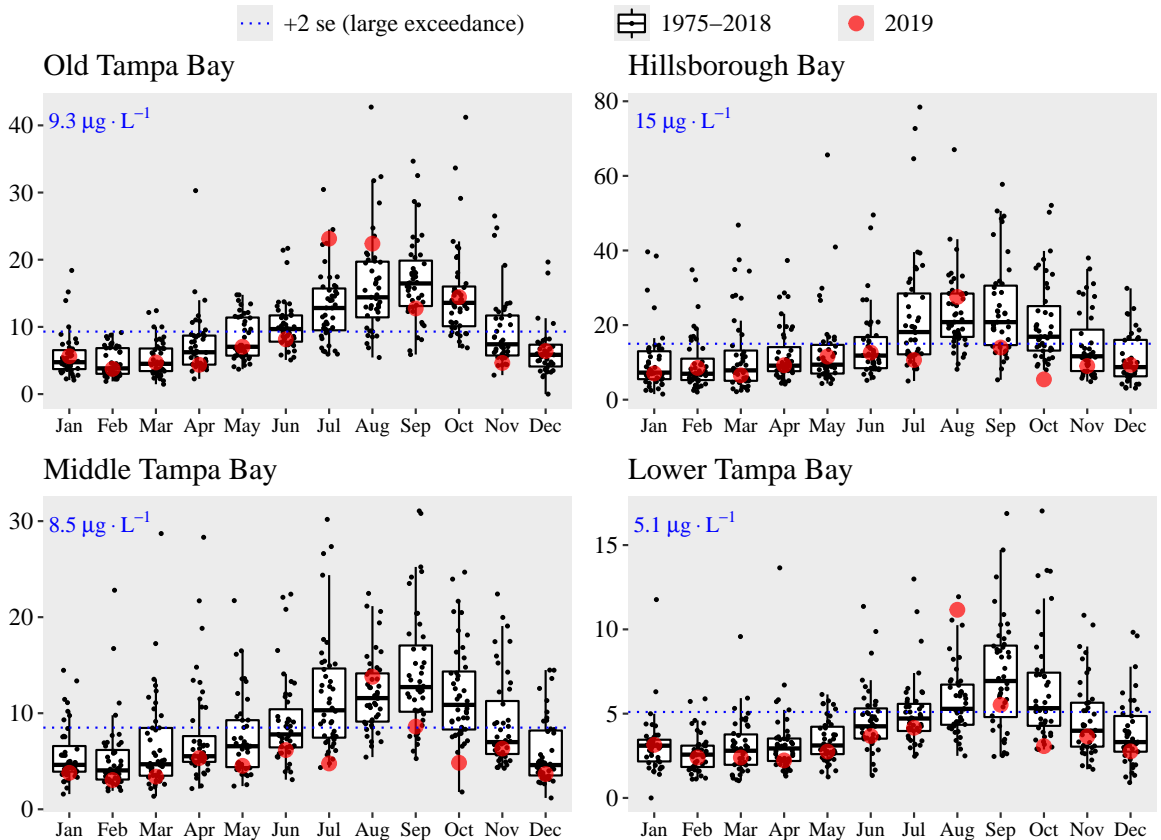 +2 se (large exceedance) 1975–2018 2019
Old Tampa Bay
9.3 μg · L⁻¹
40
30
20
10
0
Jan Feb Mar Apr May Jun Jul Aug Sep Oct Nov Dec
Hillsborough Bay
15 μg · L⁻¹
80
60
40
20
0
Jan Feb Mar Apr May Jun Jul Aug Sep Oct Nov Dec
Middle Tampa Bay
8.5 μg · L⁻¹
30
20
10
0
Jan Feb Mar Apr May Jun Jul Aug Sep Oct Nov Dec
Lower Tampa Bay
5.1 μg · L⁻¹
15
10
5
0
Jan Feb Mar Apr May Jun Jul Aug Sep Oct Nov Dec